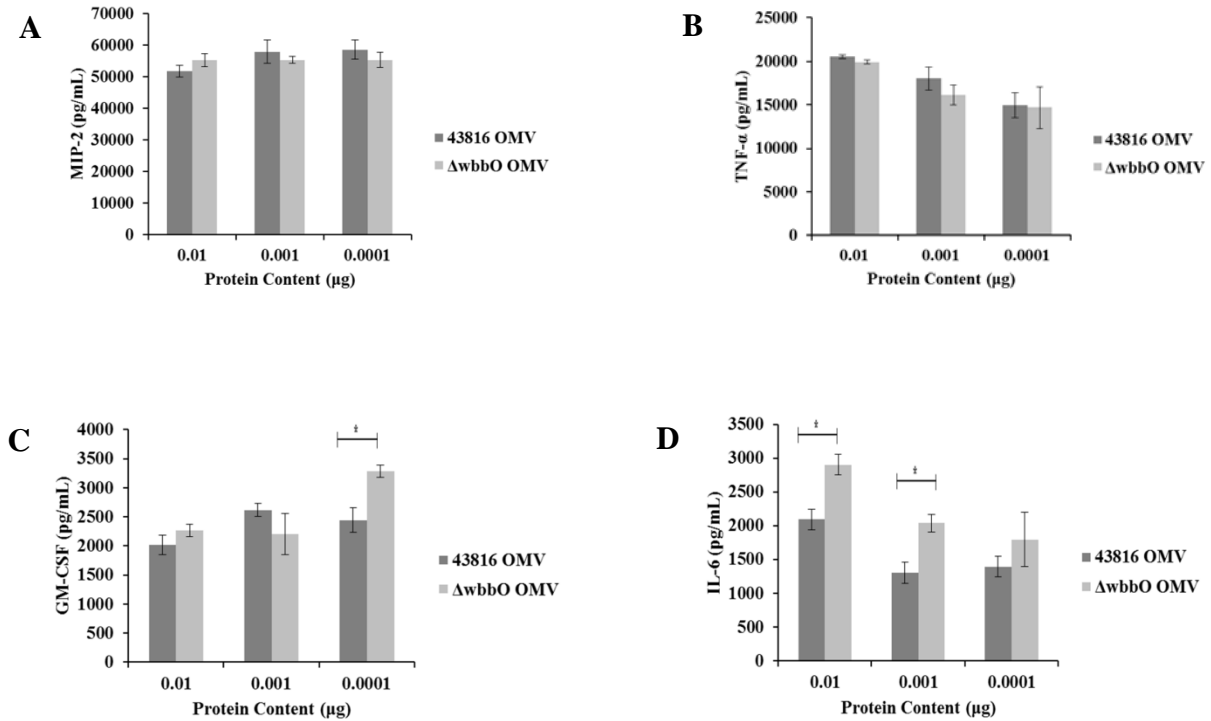 A
MIP-2 (pg/mL)
70000
60000
50000
40000
30000
20000
10000
0
0.01 0.001 0.0001
Protein Content (µg)
43816 OMV
ΔwbbO OMV
B
TNF-α (pg/mL)
25000
20000
15000
10000
5000
0
0.01 0.001 0.0001
Protein Content (µg)
43816 OMV
ΔwbbO OMV
C
GM-CSF (pg/mL)
4000
3500
3000
2500
2000
1500
1000
500
0
‡
0.01 0.001 0.0001
Protein Content (µg)
43816 OMV
ΔwbbO OMV
D
IL-6 (pg/mL)
3500
3000
2500
2000
1500
1000
500
0
‡
‡
0.01 0.001 0.0001
Protein Content (µg)
43816 OMV
ΔwbbO OMV